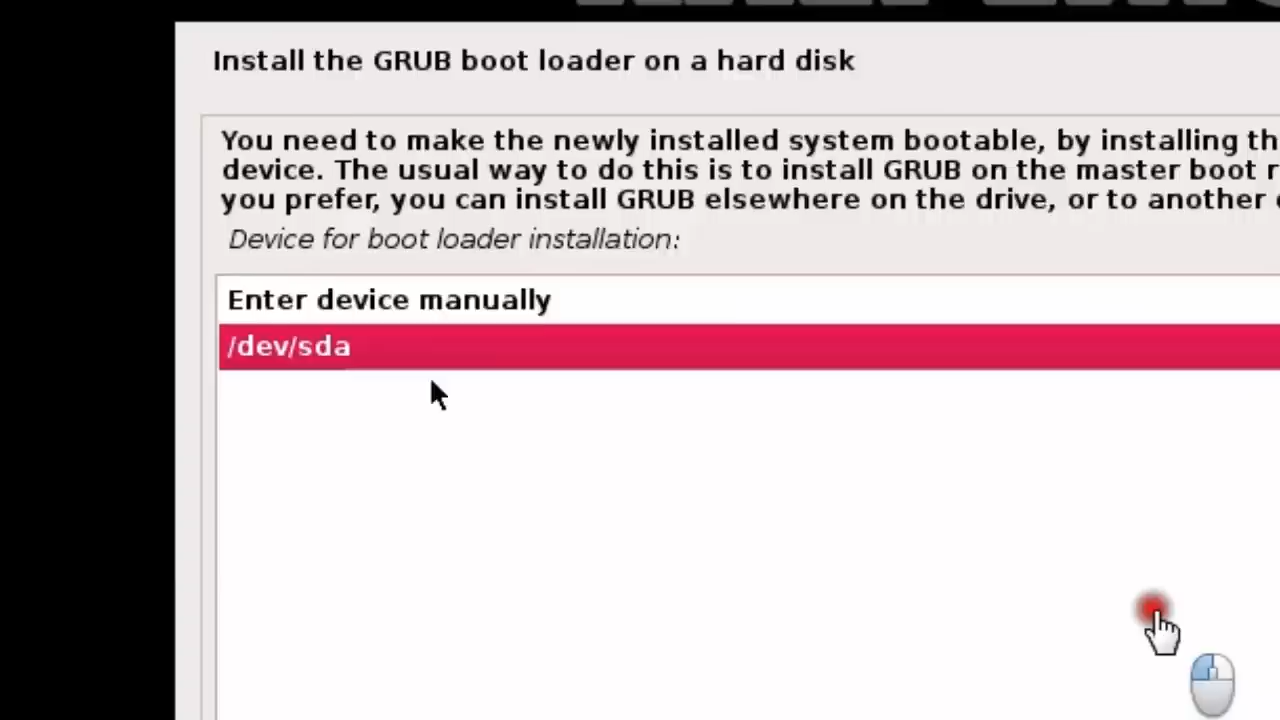 Install the GRUB boot loader on a hard disk
You need to make the newly installed system bootable, by installing th
device. The usual way to do this is to install GRUB on the master boot r
you prefer, you can install GRUB elsewhere on the drive, or to another
Device for boot loader installation:
Enter device manually
/dev/sda